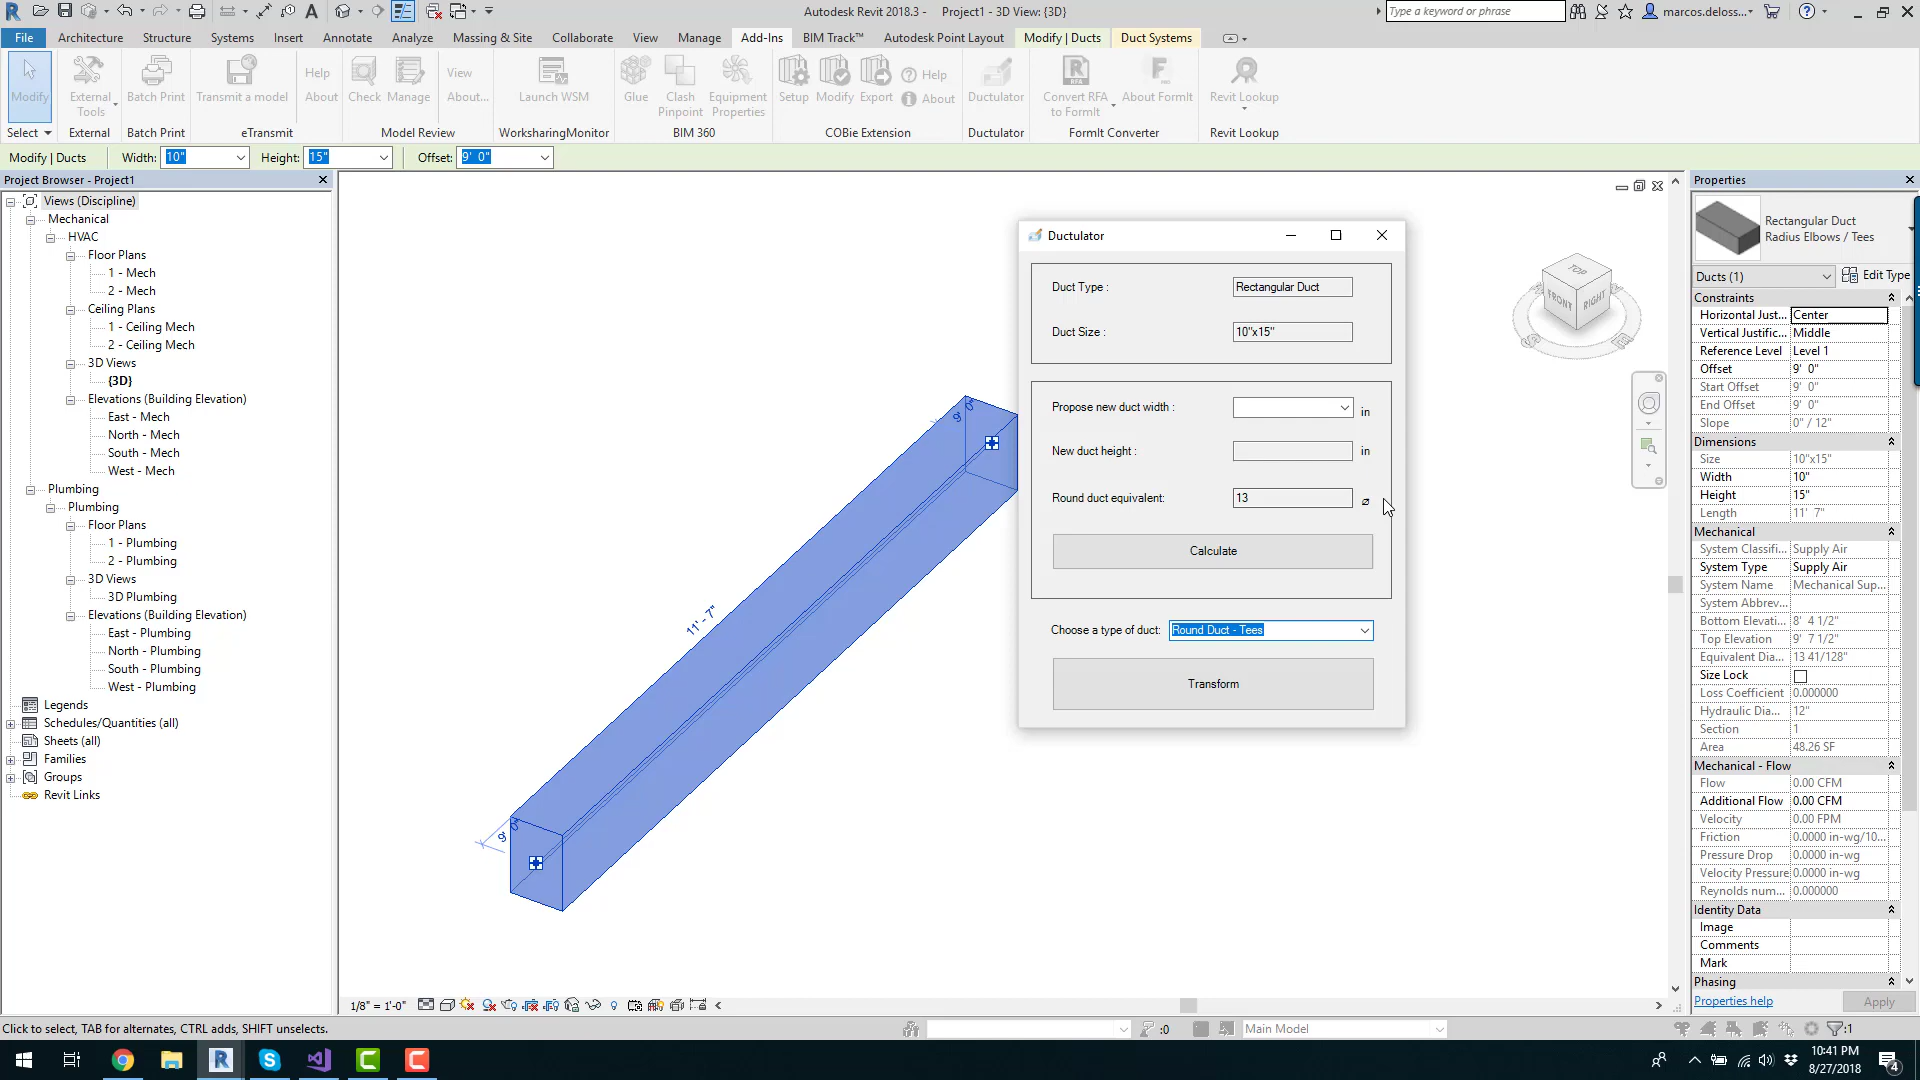 Autodesk Revit 2018.3 - Project1 - 3D View: {3D}
Type a keyword or phrase
marcos.deloss...
File Architecture Structure Systems Insert Annotate Analyze Massing & Site Collaborate View Manage Add-Ins BIM Track™ Autodesk Point Layout Modify | Ducts Duct Systems
Modify
External Tools
Batch Print
Transmit a model
Help
About
Check
Manage
View
About...
Launch WSM
Glue
Clash Pinpoint
Equipment Properties
Setup
Modify
Export
Help
About
Ductulator
Convert RFA to FormIt
About FormIt
Revit Lookup
Select External Batch Print eTransmit Model Review WorksharingMonitor BIM 360 COBie Extension Ductulator FormIt Converter Revit Lookup
Modify | Ducts Width: 10" Height: 15" Offset: 9' 0"
Project Browser - Project1
Views (Discipline)
Mechanical
HVAC
Floor Plans
1 - Mech
2 - Mech
Ceiling Plans
1 - Ceiling Mech
2 - Ceiling Mech
3D Views
{3D}
Elevations (Building Elevation)
East - Mech
North - Mech
South - Mech
West - Mech
Plumbing
Plumbing
Floor Plans
1 - Plumbing
2 - Plumbing
3D Views
3D Plumbing
Elevations (Building Elevation)
East - Plumbing
North - Plumbing
South - Plumbing
West - Plumbing
Legends
Schedules/Quantities (all)
Sheets (all)
Families
Groups
Revit Links
9' 0"
11' - 7"
9' 0"
Ductulator
Duct Type : Rectangular Duct
Duct Size : 10"x15"
Propose new duct width : in
New duct height : in
Round duct equivalent: 13 ⌀
Calculate
Choose a type of duct: Round Duct - Tees
Transform
TOP
FRONT
RIGHT
S
E
Properties
Rectangular Duct
Radius Elbows / Tees
Ducts (1) Edit Type
Constraints
Horizontal Just... Center
Vertical Justific... Middle
Reference Level Level 1
Offset 9' 0"
Start Offset 9' 0"
End Offset 9' 0"
Slope 0" / 12"
Dimensions
Size 10"x15"
Width 10"
Height 15"
Length 11' 7"
Mechanical
System Classifi... Supply Air
System Type Supply Air
System Name Mechanical Sup...
System Abbrev...
Bottom Elevati... 8' 4 1/2"
Top Elevation 9' 7 1/2"
Equivalent Dia... 13 41/128"
Size Lock
Loss Coefficient 0.000000
Hydraulic Dia... 12"
Section 1
Area 48.26 SF
Mechanical - Flow
Flow 0.00 CFM
Additional Flow 0.00 CFM
Velocity 0.00 FPM
Friction 0.0000 in-wg/10...
Pressure Drop 0.0000 in-wg
Velocity Pressure 0.0000 in-wg
Reynolds num... 0.000000
Identity Data
Image
Comments
Mark
Phasing
Properties help Apply
1/8" = 1'-0"
Click to select, TAB for alternates, CTRL adds, SHIFT unselects.
:0
Main Model
:1
10:41 PM
8/27/2018
4